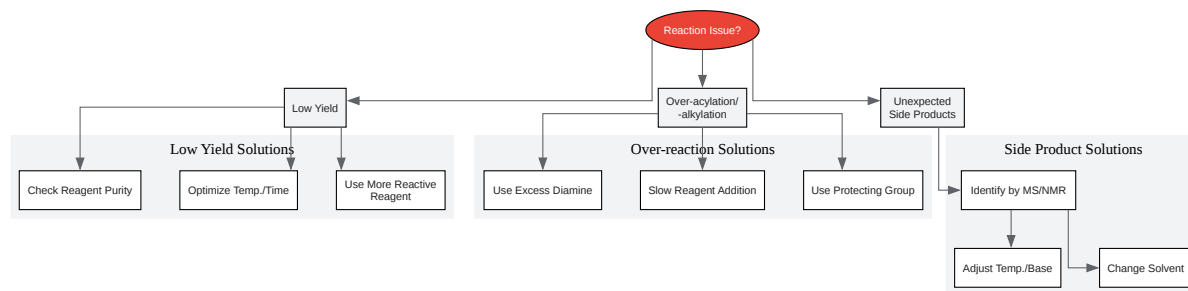 Reaction Issue?
Low Yield
Over-acylation/
-alkylation
Unexpected
Side Products
Low Yield Solutions
Over-reaction Solutions
Side Product Solutions
Check Reagent Purity
Optimize Temp./Time
Use More Reactive
Reagent
Use Excess Diamine
Slow Reagent Addition
Use Protecting Group
Identify by MS/NMR
Adjust Temp./Base
Change Solvent